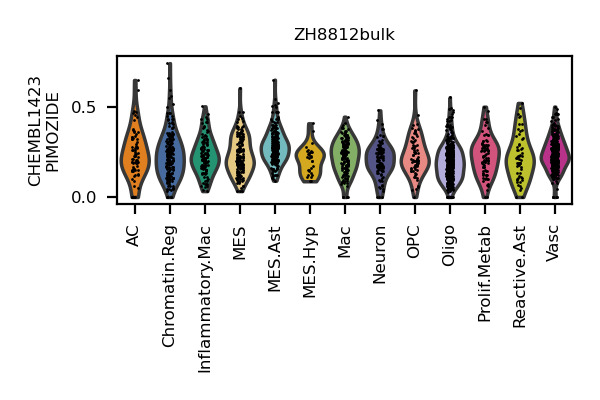 ZH8812bulk
CHEMBL1423
PIMOZIDE
0.5
0.0
AC
Chromatin.Reg
Inflammatory.Mac
MES
MES.Ast
MES.Hyp
Mac
Neuron
OPC
Oligo
Prolif.Metab
Reactive.Ast
Vasc